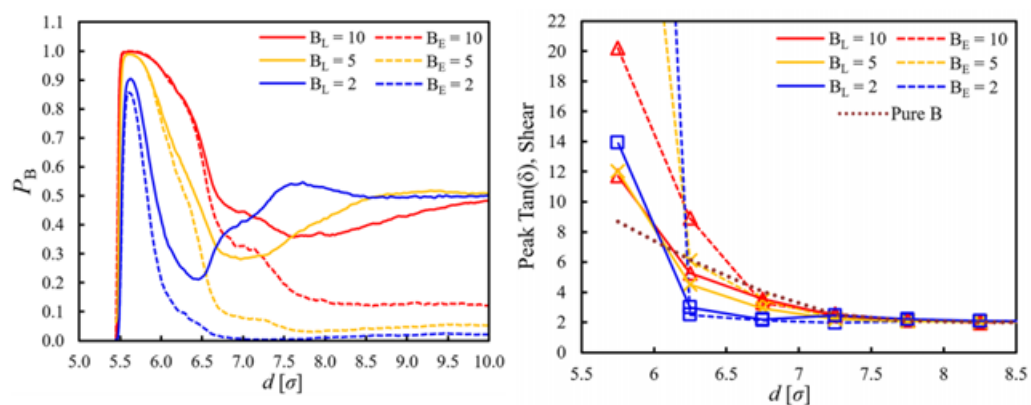 1.1
1.0
0.9
0.8
0.7
0.6
0.5
0.4
0.3
0.2
0.1
0.0
P_B
B_L = 10 B_E = 10
B_L = 5 B_E = 5
B_L = 2 B_E = 2
5.0 5.5 6.0 6.5 7.0 7.5 8.0 8.5 9.0 9.5 10.0
d [σ]
22
20
18
16
14
12
10
8
6
4
2
0
Peak Tan(δ), Shear
B_L = 10 B_E = 10
B_L = 5 B_E = 5
B_L = 2 B_E = 2
Pure B
5.5 6 6.5 7 7.5 8 8.5
d [σ]